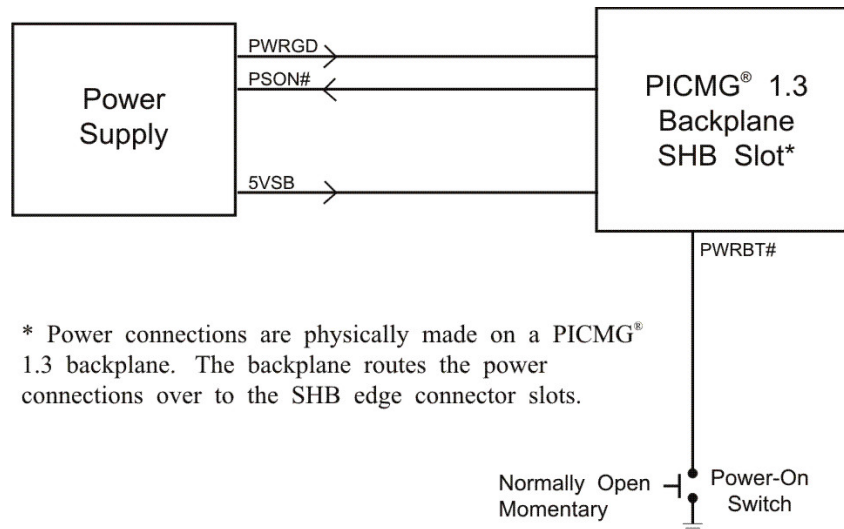 PWRGD
PSON#
Power
Supply
5VSB
PICMG® 1.3
Backplane
SHB Slot*
PWRBT#
* Power connections are physically made on a PICMG®
1.3 backplane. The backplane routes the power
connections over to the SHB edge connector slots.
Normally Open
Momentary
Power-On
Switch